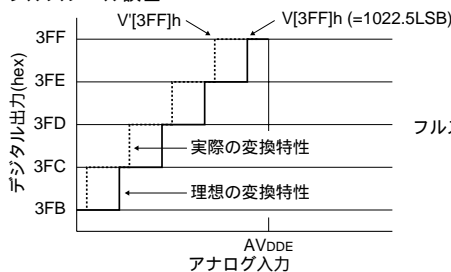 V'[3FF]h
V[3FF]h (=1022.5LSB)
3FF
3FE
3FD
3FC
3FB
デジタル出力(hex)
実際の変換特性
理想の変換特性
AVDDE
アナログ入力